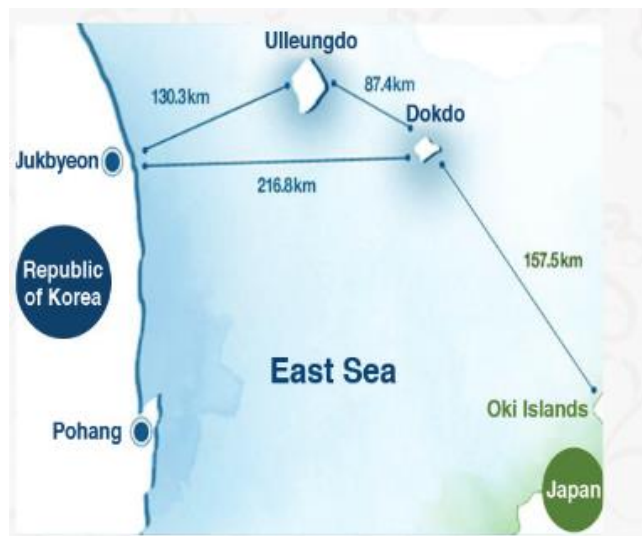 Ulleungdo
130.3km
87.4km
Dokdo
Jukbyeon
216.8km
Republic
of Korea
157.5km
East Sea
Oki Islands
Pohang
Japan